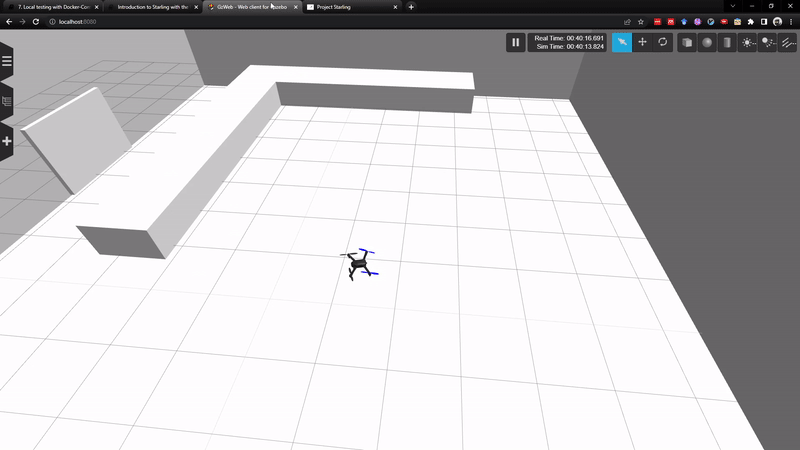 7. Local testing with Docker-Com
Introduction to Starling with the
GzWeb - Web client for Gazebo
Project Starling
localhost:8080
Real Time: 00:40:16.691
Sim Time: 00:40:13.824